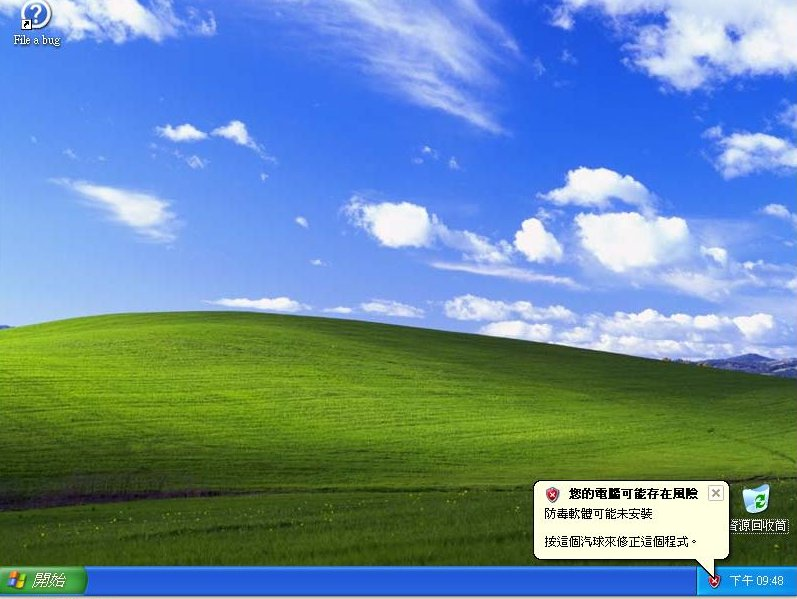 File a bug
您的電腦可能存在風險
防毒軟體可能未安裝
按這個汽球來修正這個程式。
資源回收筒
開始
下午 09:48